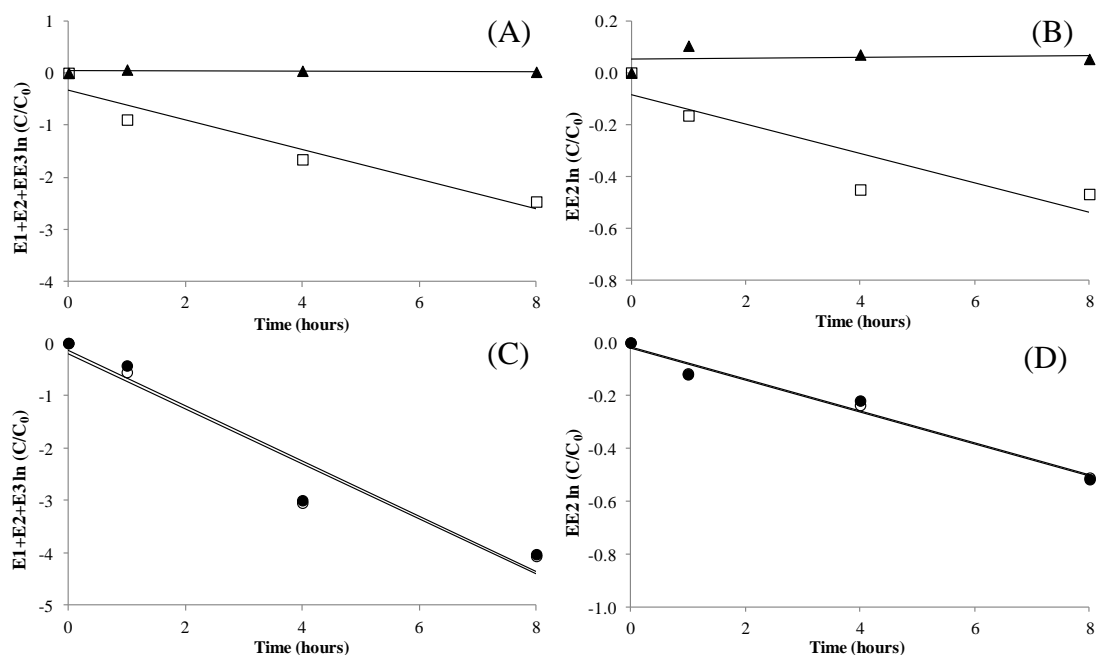 (A)
1
0
-1
-2
-3
-4
E1+E2+EE3 ln (C/C0)
0 2 4 6 8
Time (hours)
(B)
0.2
0.0
-0.2
-0.4
-0.6
-0.8
EE2 ln (C/C0)
0 2 4 6 8
Time (hours)
(C)
0
-1
-2
-3
-4
-5
E1+E2+E3 ln (C/C0)
0 2 4 6 8
Time (hours)
(D)
0.0
-0.2
-0.4
-0.6
-0.8
-1.0
EE2 ln (C/C0)
0 2 4 6 8
Time (hours)